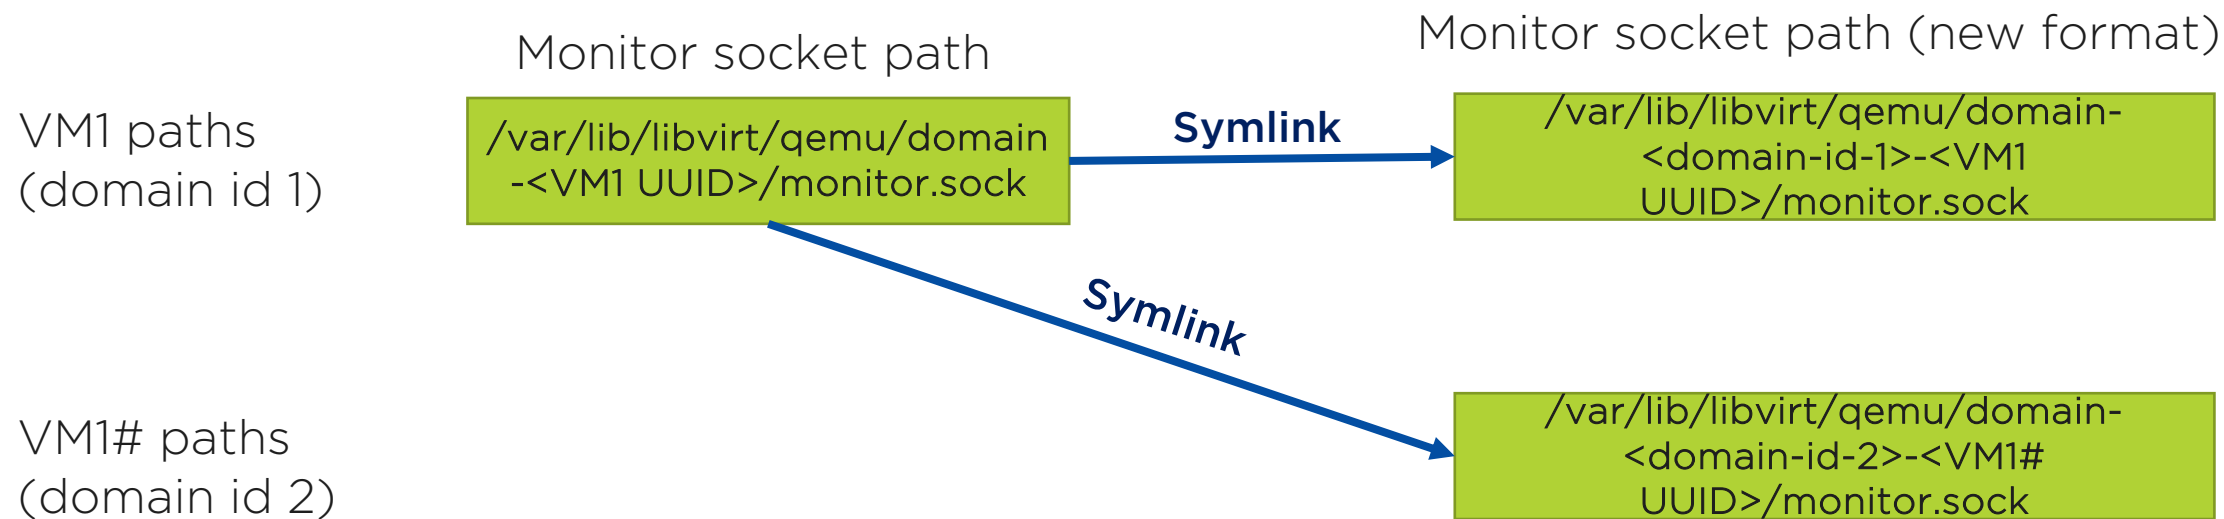 Monitor socket path
Monitor socket path (new format)
VM1 paths
(domain id 1)
/var/lib/libvirt/qemu/domain
-<VM1 UUID>/monitor.sock
Symlink
/var/lib/libvirt/qemu/domain-
<domain-id-1>-<VM1
UUID>/monitor.sock
Symlink
VM1# paths
(domain id 2)
/var/lib/libvirt/qemu/domain-
<domain-id-2>-<VM1#
UUID>/monitor.sock